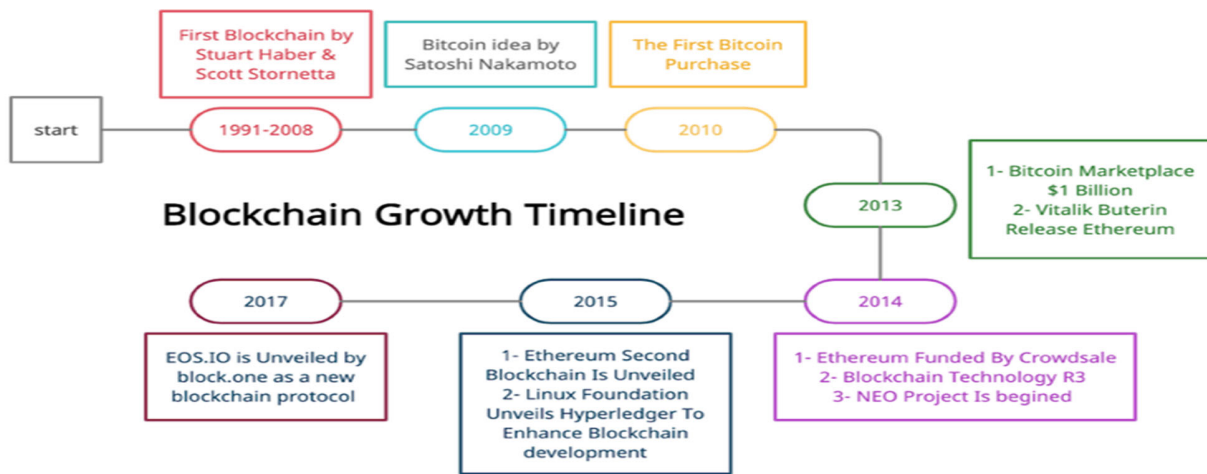 First Blockchain by
Stuart Haber &
Scott Stornetta
Bitcoin idea by
Satoshi Nakamoto
The First Bitcoin
Purchase
start
1991-2008
2009
2010
1- Bitcoin Marketplace
$1 Billion
2- Vitalik Buterin
Release Ethereum
2013
Blockchain Growth Timeline
2017
2015
2014
EOS.IO is Unveiled by
block.one as a new
blockchain protocol
1- Ethereum Second
Blockchain Is Unveiled
2- Linux Foundation
Unveils Hyperledger To
Enhance Blockchain
development
1- Ethereum Funded By Crowdsale
2- Blockchain Technology R3
3- NEO Project Is begined